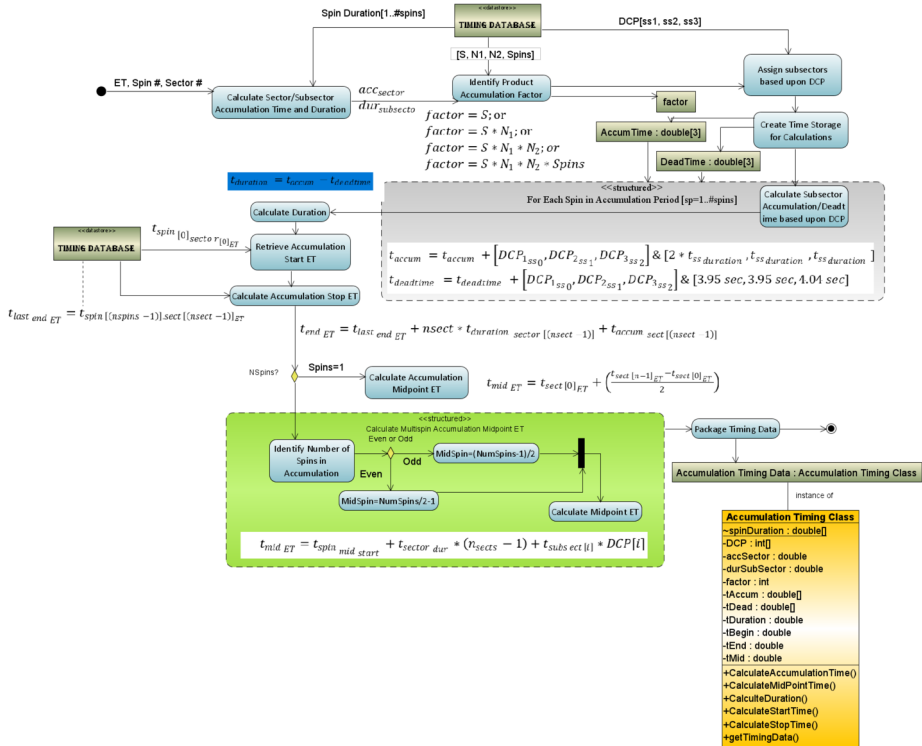 Spin Duration[1..#spins]
<<datastore>>
TIMING DATABASE
DCP[ss1, ss2, ss3]
[S, N1, N2, Spins]
ET, Spin #, Sector #
Calculate Sector/Subsector
Accumulation Time and Duration
acc_sector
dur_subsecto
Identify Product
Accumulation Factor
Assign subsectors
based upon DCP
factor
factor = S; or
factor = S * N_1; or
factor = S * N_1 * N_2; or
factor = S * N_1 * N_2 * Spins
AccumTime : double[3]
Create Time Storage
for Calculations
DeadTime : double[3]
t_duration = t_accum − t_deadtime
<<structured>>
For Each Spin in Accumulation Period [sp=1..#spins]
Calculate Subsector
Accumulation/Deadt
ime based upon DCP
Calculate Duration
<<datastore>>
TIMING DATABASE
t_spin [0]sector[0]ET
Retrieve Accumulation
Start ET
t_accum = t_accum + [DCP_1ss0, DCP_2ss1, DCP_3ss2] & [2 * t_ss duration, t_ss duration, t_ss duration ]
t_deadtime = t_deadtime + [DCP_1ss0, DCP_2ss1, DCP_3ss2] & [3.95 sec, 3.95 sec, 4.04 sec]
Calculate Accumulation Stop ET
t_last end ET = t_spin [(nspins −1)].sect [(nsect −1)]ET
t_end ET = t_last end ET + nsect * t_duration sector [(nsect −1)] + t_accum sect [(nsect −1)]
NSpins?
Spins=1
Calculate Accumulation
Midpoint ET
t_mid ET = t_sect [0]ET + (t_sect [n−1]ET − t_sect [0]ET / 2)
<<structured>>
Calculate Multispin Accumulation Midpoint ET
Even or Odd
Identify Number of
Spins in
Accumulation
Odd
MidSpin=(NumSpins-1)/2
Even
MidSpin=NumSpins/2-1
Calculate Midpoint ET
t_mid ET = t_spin mid start + t_sector dur * (n_sects − 1) + t_subsect [i] * DCP[i]
Package Timing Data
Accumulation Timing Data : Accumulation Timing Class
instance of
Accumulation Timing Class
~spinDuration : double[]
-DCP : int[]
-accSector : double
-durSubSector : double
-factor : int
-tAccum : double[]
-tDead : double[]
-tDuration : double
-tBegin : double
-tEnd : double
-tMid : double
+CalculateAccumulationTime()
+CalculateMidPointTime()
+CalculteDuration()
+CalculateStartTime()
+CalculateStopTime()
+getTimingData()